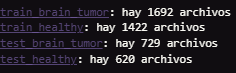 train_brain_tumor: hay 1692 archivos
train_healthy: hay 1422 archivos
test_brain_tumor: hay 729 archivos
test_healthy: hay 620 archivos